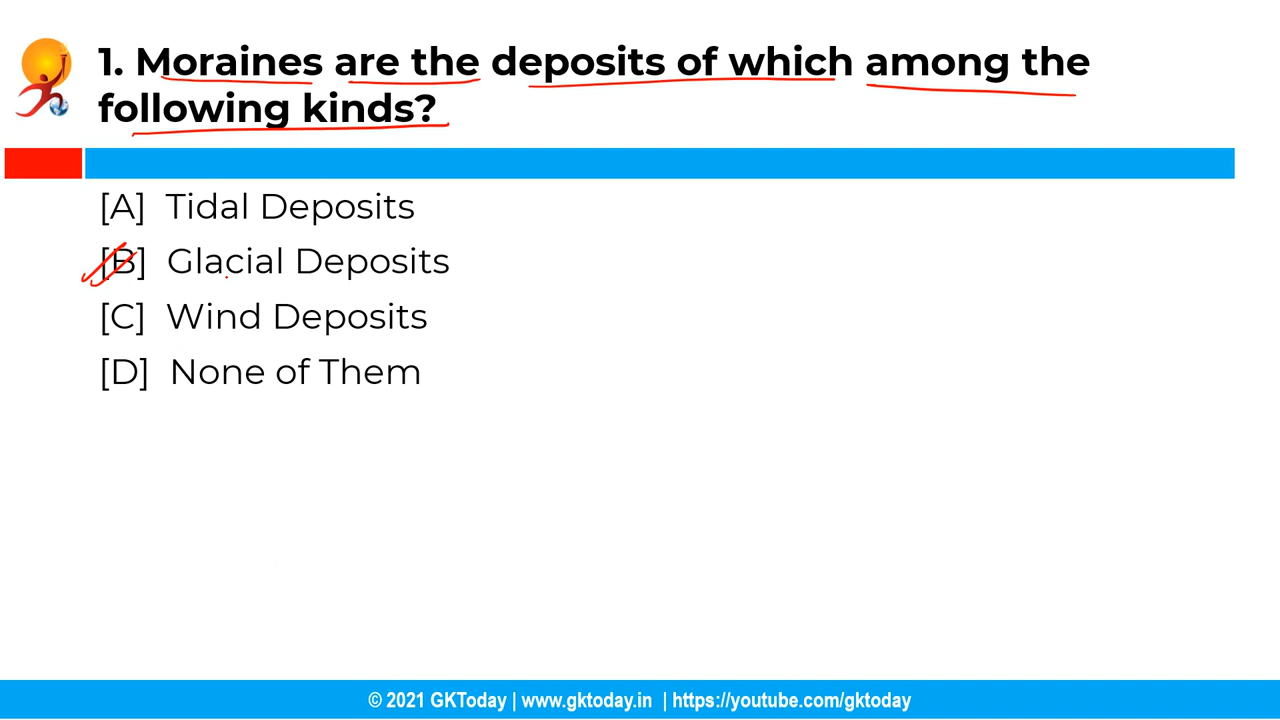 1. Moraines are the deposits of which among the
following kinds?
[A] Tidal Deposits
[B] Glacial Deposits
[C] Wind Deposits
[D] None of Them
© 2021 GKToday | www.gktoday.in | https://youtube.com/gktoday